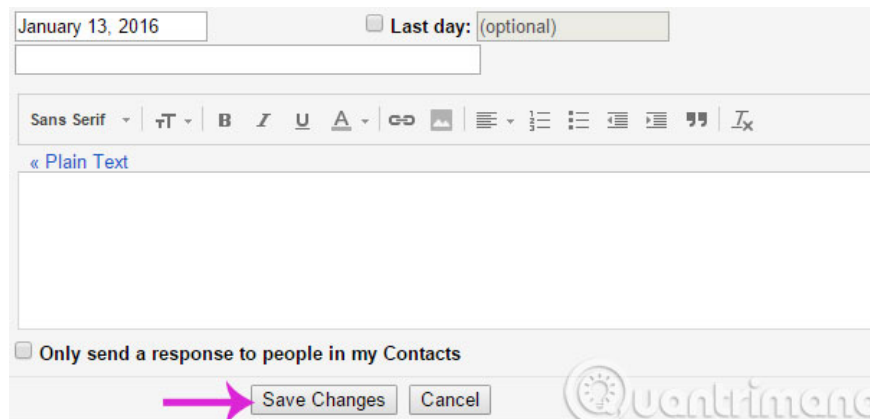 January 13, 2016 Last day: (optional)
Sans Serif
« Plain Text
Only send a response to people in my Contacts
Save Changes Cancel
Quantrimang